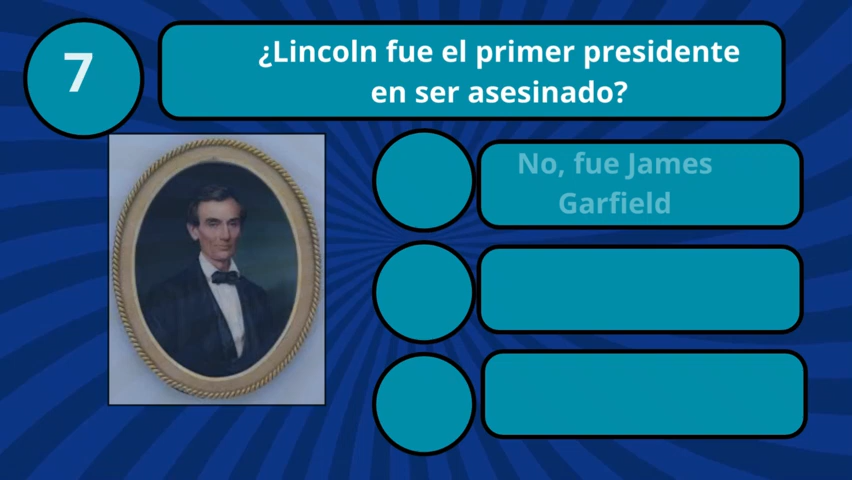 7
¿Lincoln fue el primer presidente
en ser asesinado?
No, fue James
Garfield